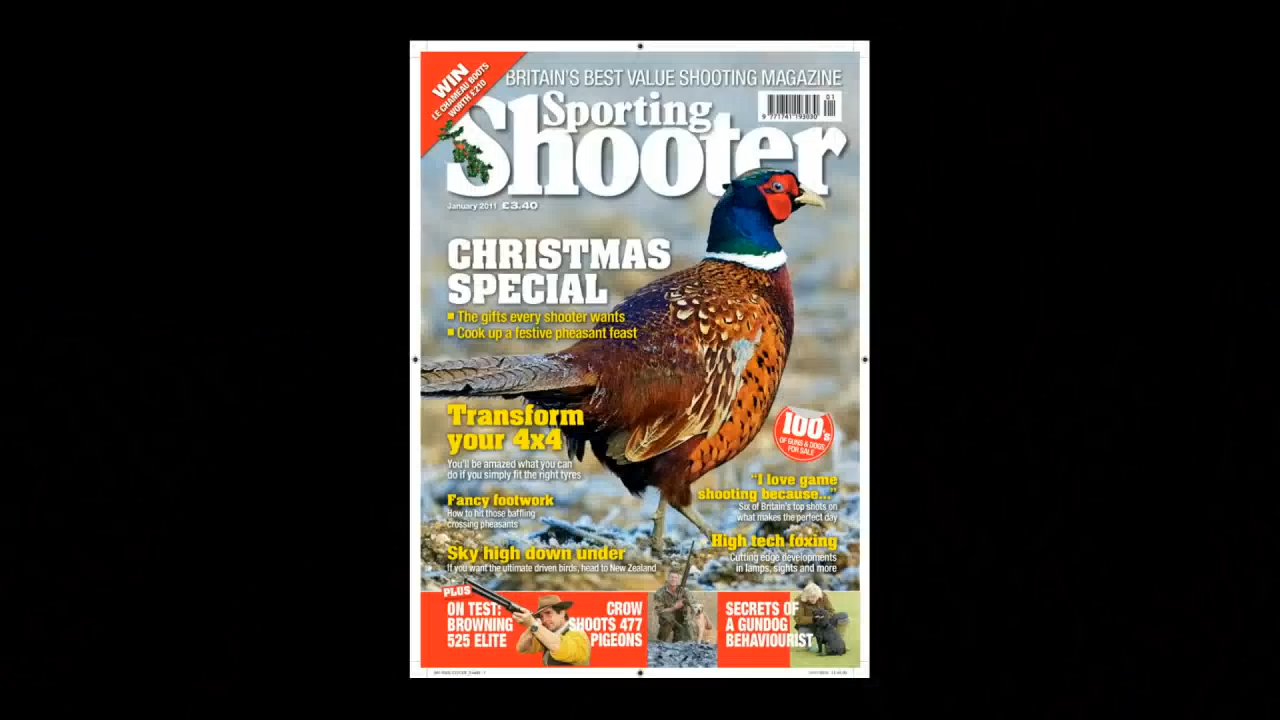 WIN
LE CHAMEAU BOOTS
WORTH £210
BRITAIN'S BEST VALUE SHOOTING MAGAZINE
Sporting
Shooter
01
9 771741 193030
January 2011 £3.40
CHRISTMAS
SPECIAL
The gifts every shooter wants
Cook up a festive pheasant feast
Transform
your 4x4
You'll be amazed what you can
do if you simply fit the right tyres
Fancy footwork
How to hit those baffling
crossing pheasants
Sky high down under
If you want the ultimate driven birds, head to New Zealand
100's
OF GUNS & DOGS
FOR SALE
"I love game
shooting because..."
Six of Britain's top shots on
what makes the perfect day
High tech foxing
Cutting edge developments
in lamps, sights and more
PLUS
ON TEST:
BROWNING
525 ELITE
CROW
SHOOTS 477
PIGEONS
SECRETS OF
A GUNDOG
BEHAVIOURIST